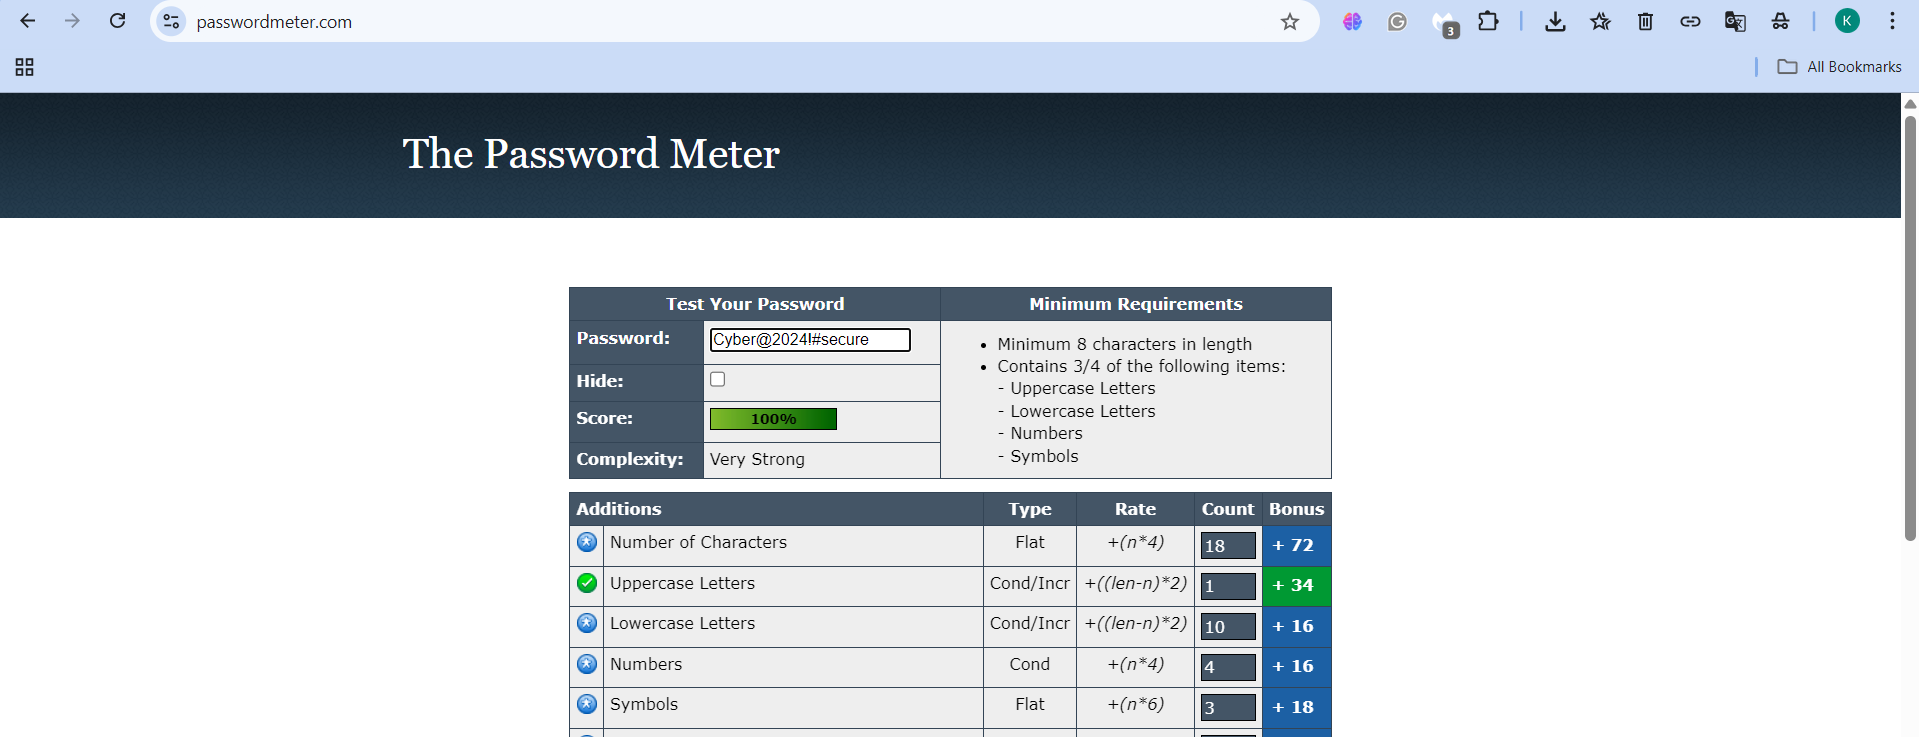 passwordmeter.com
3
K
All Bookmarks
The Password Meter
Test Your Password Minimum Requirements
Password: Cyber@2024!#secure
• Minimum 8 characters in length
• Contains 3/4 of the following items:
- Uppercase Letters
- Lowercase Letters
- Numbers
- Symbols
Hide:
Score: 100%
Complexity: Very Strong
Additions Type Rate Count Bonus
Number of Characters Flat +(n*4) 18 + 72
Uppercase Letters Cond/Incr +((len-n)*2) 1 + 34
Lowercase Letters Cond/Incr +((len-n)*2) 10 + 16
Numbers Cond +(n*4) 4 + 16
Symbols Flat +(n*6) 3 + 18